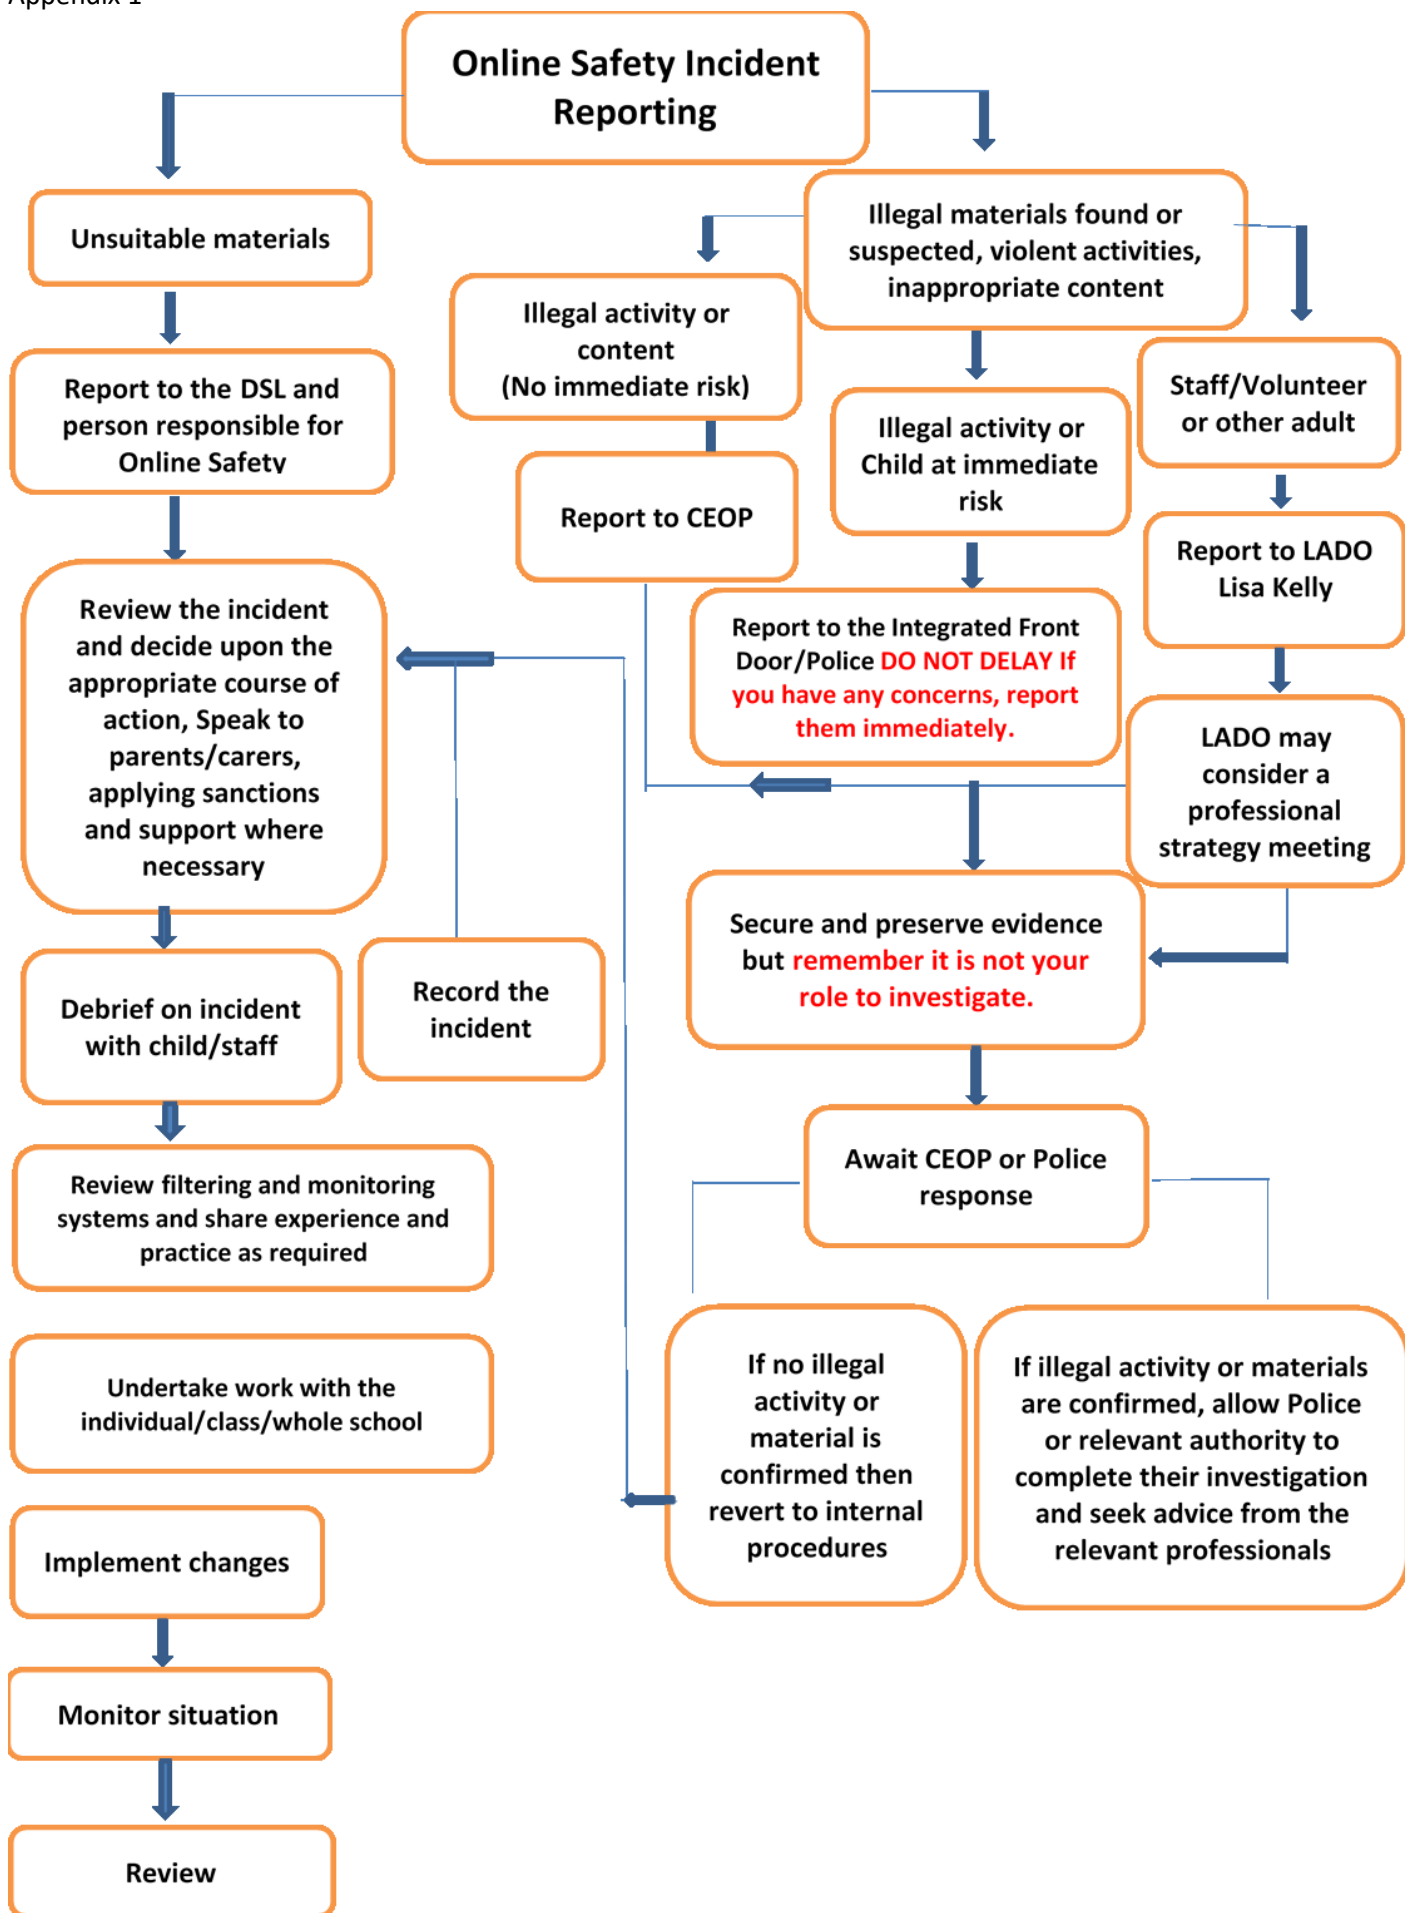 Appendix 1
Online Safety Incident
Reporting
Unsuitable materials
Report to the DSL and
person responsible for
Online Safety
Review the incident
and decide upon the
appropriate course of
action, Speak to
parents/carers,
applying sanctions
and support where
necessary
Debrief on incident
with child/staff
Record the
incident
Review filtering and monitoring
systems and share experience and
practice as required
Undertake work with the
individual/class/whole school
Implement changes
Monitor situation
Review
Illegal materials found or
suspected, violent activities,
inappropriate content
Illegal activity or
content
(No immediate risk)
Report to CEOP
Illegal activity or
Child at immediate
risk
Report to the Integrated Front
Door/Police DO NOT DELAY If
you have any concerns, report
them immediately.
Staff/Volunteer
or other adult
Report to LADO
Lisa Kelly
LADO may
consider a
professional
strategy meeting
Secure and preserve evidence
but remember it is not your
role to investigate.
Await CEOP or Police
response
If no illegal
activity or
material is
confirmed then
revert to internal
procedures
If illegal activity or materials
are confirmed, allow Police
or relevant authority to
complete their investigation
and seek advice from the
relevant professionals